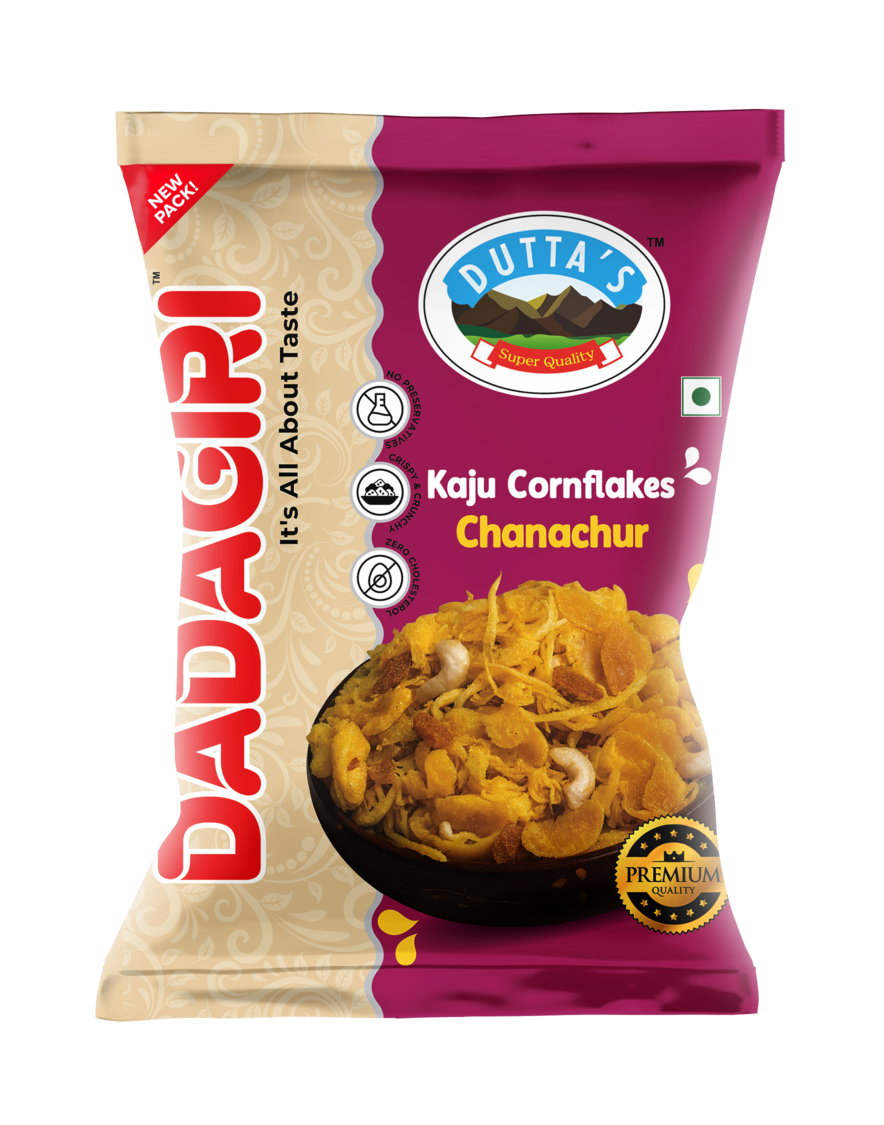 NEW
PACK!
DADAGIRI
TM
It's All About Taste
DUTTA'S
TM
Super Quality
NO PRESERVATIVES
CRISPY & CRUNCHY
ZERO CHOLESTEROL
Kaju Cornflakes
Chanachur
PREMIUM
QUALITY